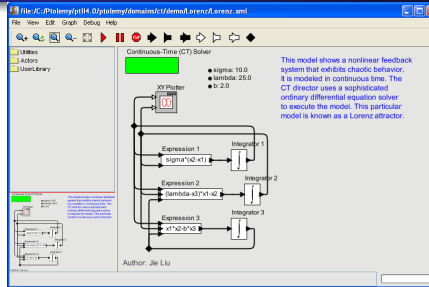 file:/C:/Ptolemy/ptII4.0/ptolemy/domains/ct/demo/Lorenz/Lorenz.xml
File View Edit Graph Debug Help
Utilities
Actors
UserLibrary
Continuous-Time (CT) Solver
sigma: 10.0
lambda: 25.0
b: 2.0
This model shows a nonlinear feedback
system that exhibits chaotic behavior.
It is modeled in continuous time. The
CT director uses a sophisticated
ordinary differential equation solver
to execute the model. This particular
model is known as a Lorenz attractor.
XY Plotter
Integrator 1
Expression 1
sigma*(x2-x1)
Integrator 2
Expression 2
(lambda-x3)*x1-x2
Integrator 3
Expression 3
x1*x2-b*x3
Author: Jie Liu